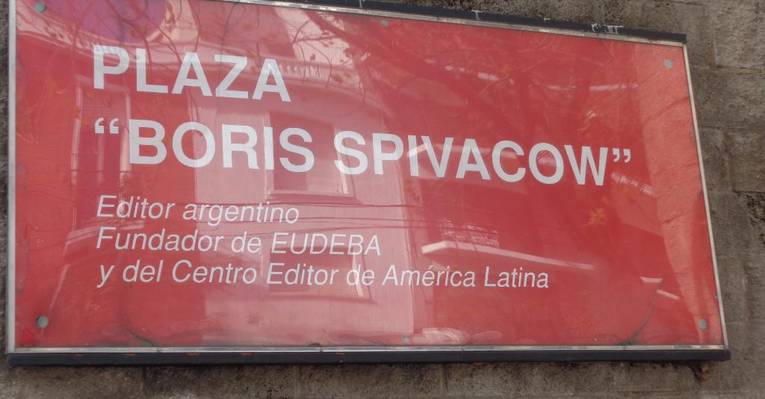 PLAZA
“BORIS SPIVACOW”
Editor argentino
Fundador de EUDEBA
y del Centro Editor de América Latina